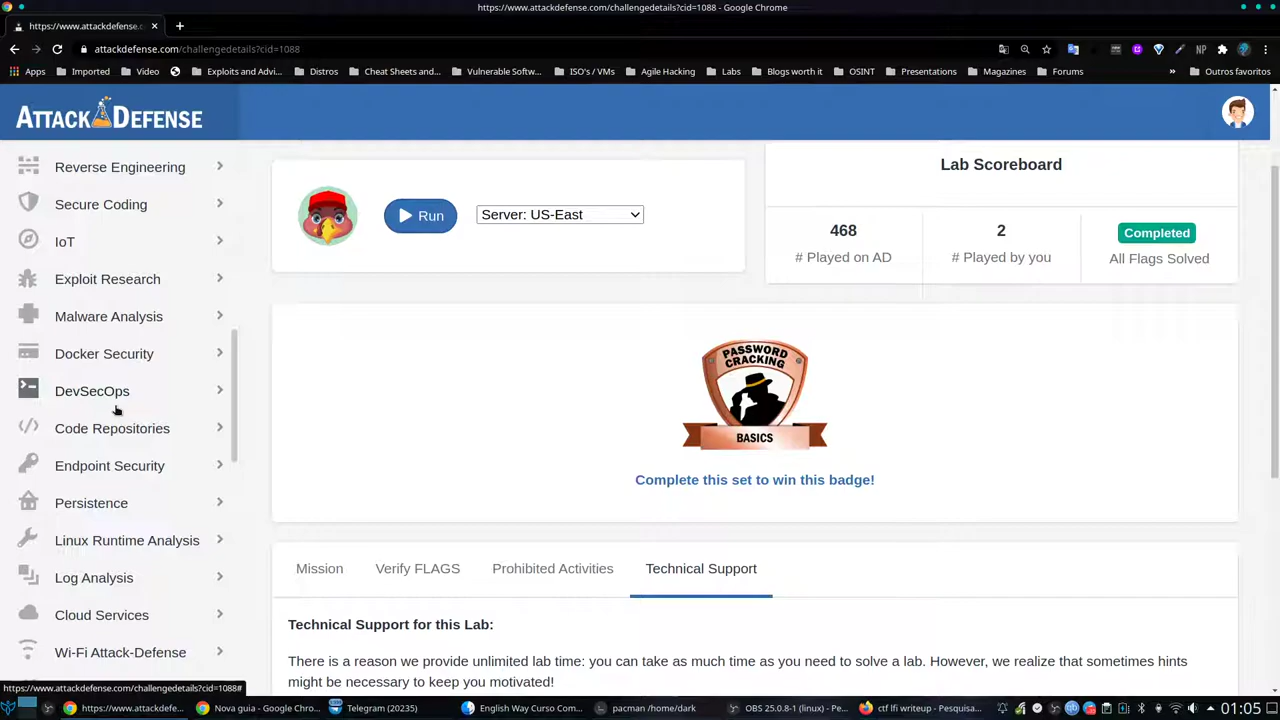 https://www.attackdefense.com/challengedetails?cid=1088 - Google Chrome
https://www.attackdefense.c
attackdefense.com/challengedetails?cid=1088
Apps
Imported
Video
Exploits and Advi...
Distros
Cheat Sheets and...
Vulnerable Softw...
ISO's / VMs
Agile Hacking
Labs
Blogs worth it
OSINT
Presentations
Magazines
Forums
»
Outros favoritos
ATTACK DEFENSE
Reverse Engineering
Secure Coding
IoT
Exploit Research
Malware Analysis
Docker Security
DevSecOps
Code Repositories
Endpoint Security
Persistence
Linux Runtime Analysis
Log Analysis
Cloud Services
Wi-Fi Attack-Defense
https://www.attackdefense.com/challengedetails?cid=1088#
Run
Server: US-East
Lab Scoreboard
468
# Played on AD
2
# Played by you
Completed
All Flags Solved
PASSWORD
CRACKING
BASICS
Complete this set to win this badge!
Mission
Verify FLAGS
Prohibited Activities
Technical Support
Technical Support for this Lab:
There is a reason we provide unlimited lab time: you can take as much time as you need to solve a lab. However, we realize that sometimes hints
might be necessary to keep you motivated!
https://www.attackdefe...
Nova guia - Google Chro...
Telegram (20235)
English Way Curso Com...
pacman /home/dark
OBS 25.0.8-1 (linux) - Pe...
ctf lfi writeup - Pesquisa...
01:05